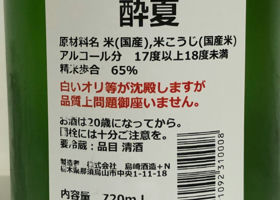 酔夏
原材料名 米(国産),米こうじ(国産米)
アルコール分 17度以上18度未満
精米歩合 65%
白いオリ等が沈殿しますが
品質上問題御座いません。
お酒は20歳になってから。
開栓には十分ご注意を。
要冷蔵:品目 清酒
製造者 株式会社 島崎酒造+N
栃木県那須烏山市中央1-11-18
内容量 720ml
1092310008